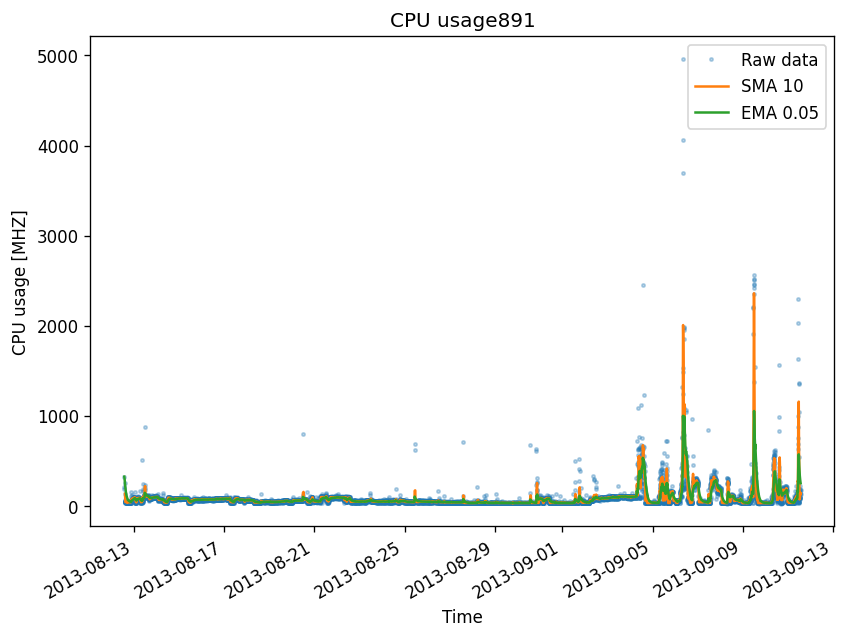 CPU usage891
5000
4000
3000
2000
1000
0
CPU usage [MHZ]
Raw data
SMA 10
EMA 0.05
2013-08-13
2013-08-17
2013-08-21
2013-08-25
2013-08-29
2013-09-01
2013-09-05
2013-09-09
2013-09-13
Time